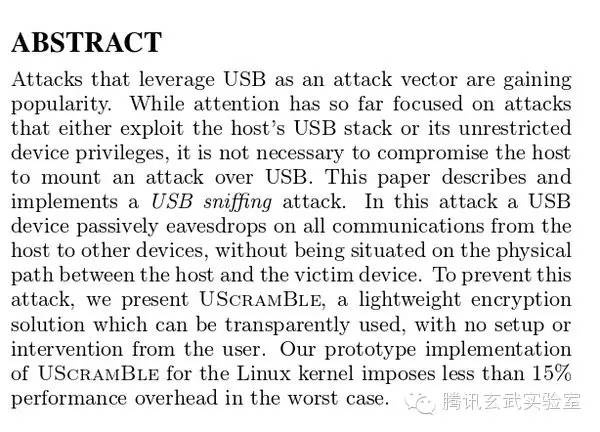 ABSTRACT
Attacks that leverage USB as an attack vector are gaining
popularity. While attention has so far focused on attacks
that either exploit the host's USB stack or its unrestricted
device privileges, it is not necessary to compromise the host
to mount an attack over USB. This paper describes and
implements a USB sniffing attack. In this attack a USB
device passively eavesdrops on all communications from the
host to other devices, without being situated on the physical
path between the host and the victim device. To prevent this
attack, we present UScramBle, a lightweight encryption
solution which can be transparently used, with no setup or
intervention from the user. Our prototype implementation
of UScramBle for the Linux kernel imposes less than 15%
performance overhead in the worst case.
腾讯玄武实验室